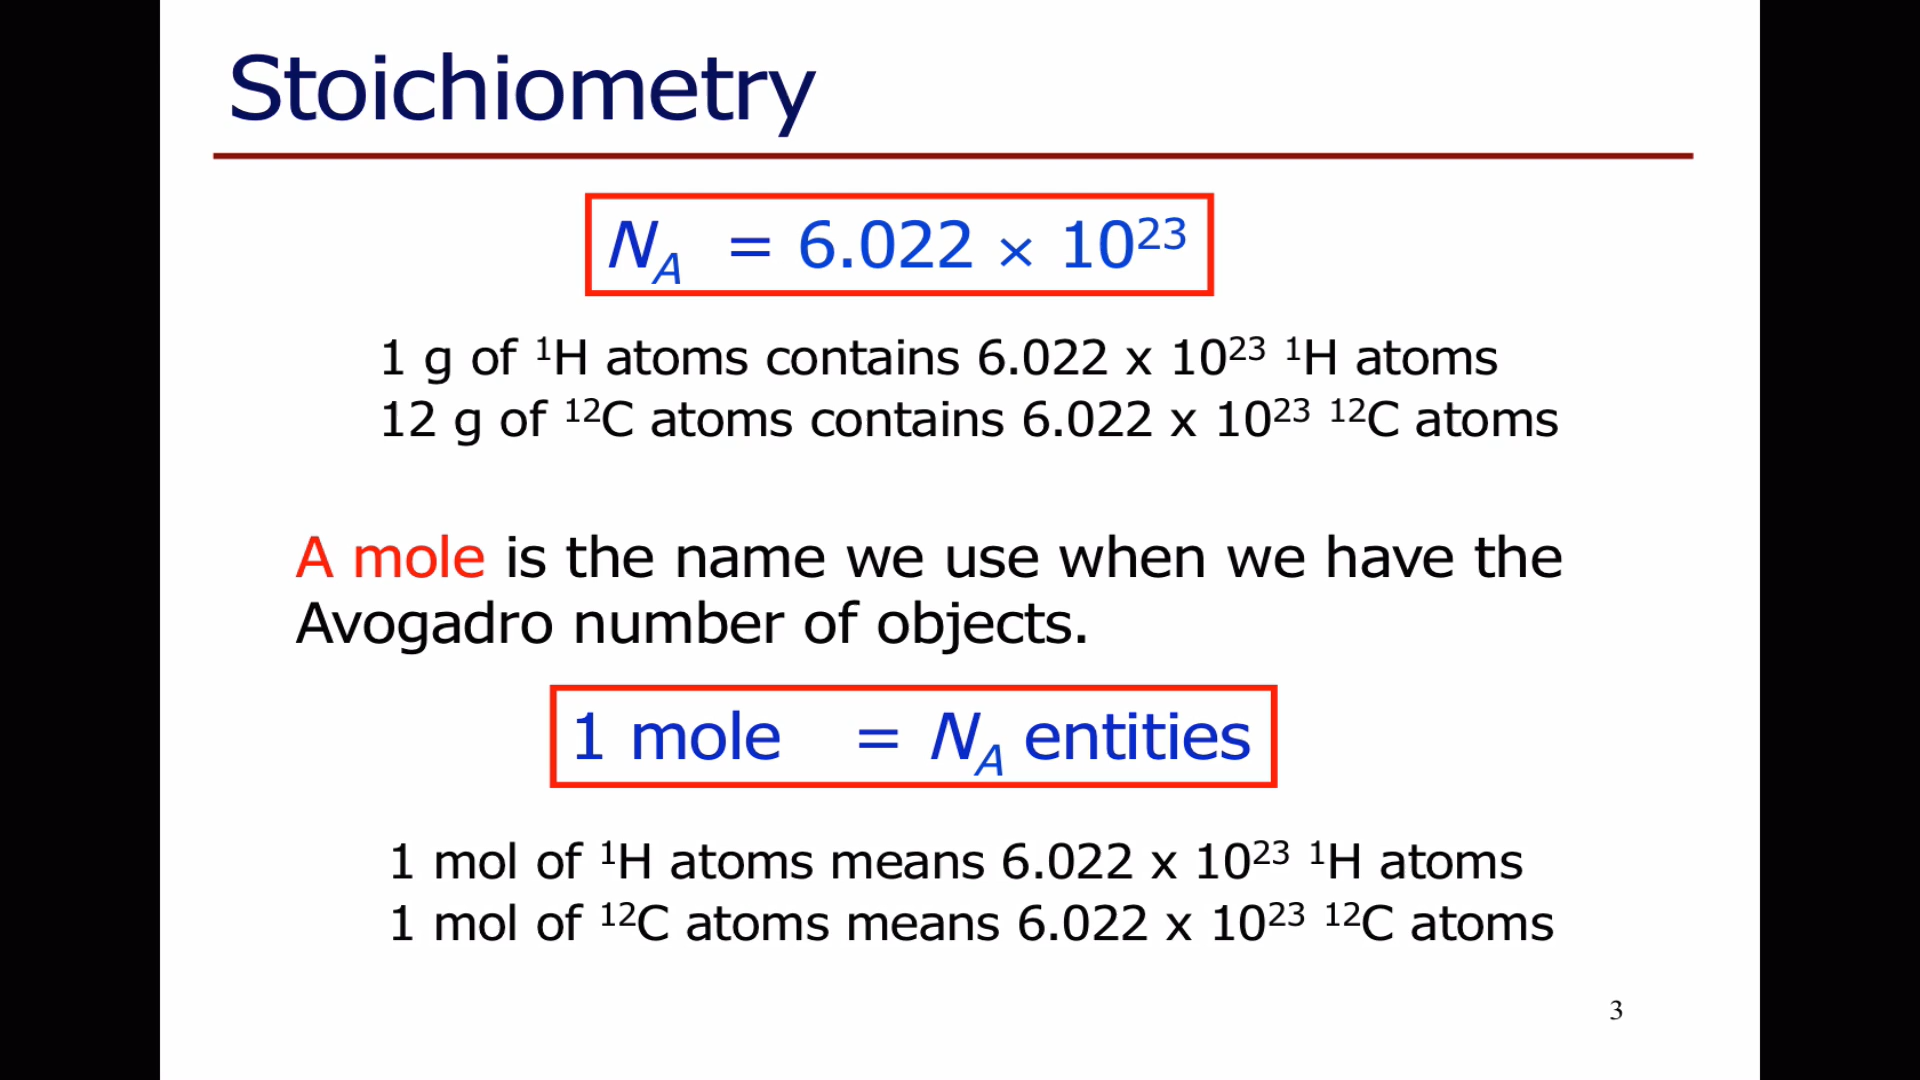 Stoichiometry
N_A = 6.022 × 10²³
1 g of ¹H atoms contains 6.022 x 10²³ ¹H atoms
12 g of ¹²C atoms contains 6.022 x 10²³ ¹²C atoms
A mole is the name we use when we have the
Avogadro number of objects.
1 mole = N_A entities
1 mol of ¹H atoms means 6.022 x 10²³ ¹H atoms
1 mol of ¹²C atoms means 6.022 x 10²³ ¹²C atoms
3